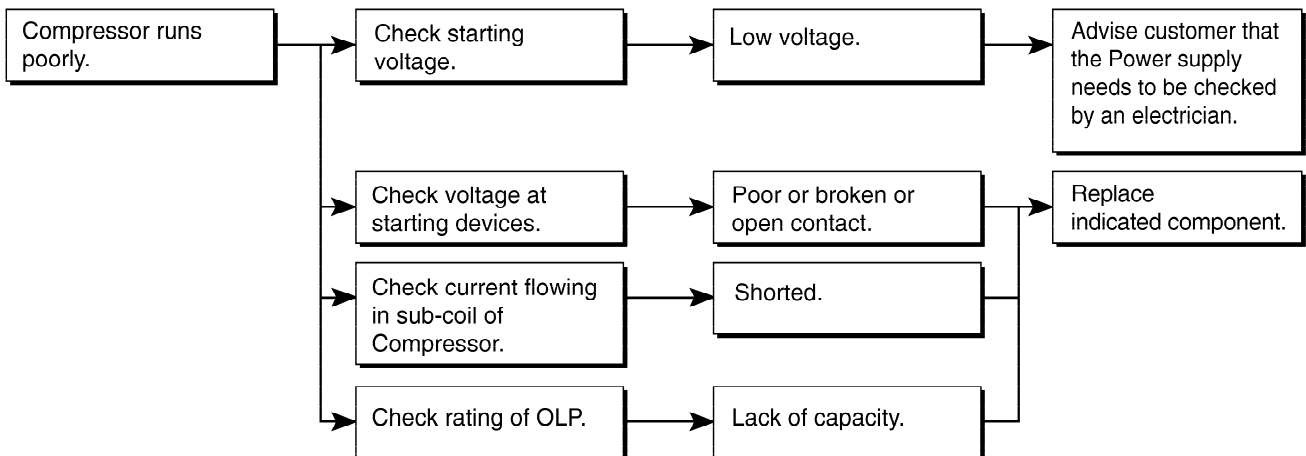 Compressor runs
poorly.
Check starting
voltage.
Low voltage.
Advise customer that
the Power supply
needs to be checked
by an electrician.
Check voltage at
starting devices.
Poor or broken or
open contact.
Replace
indicated component.
Check current flowing
in sub-coil of
Compressor.
Shorted.
Check rating of OLP.
Lack of capacity.